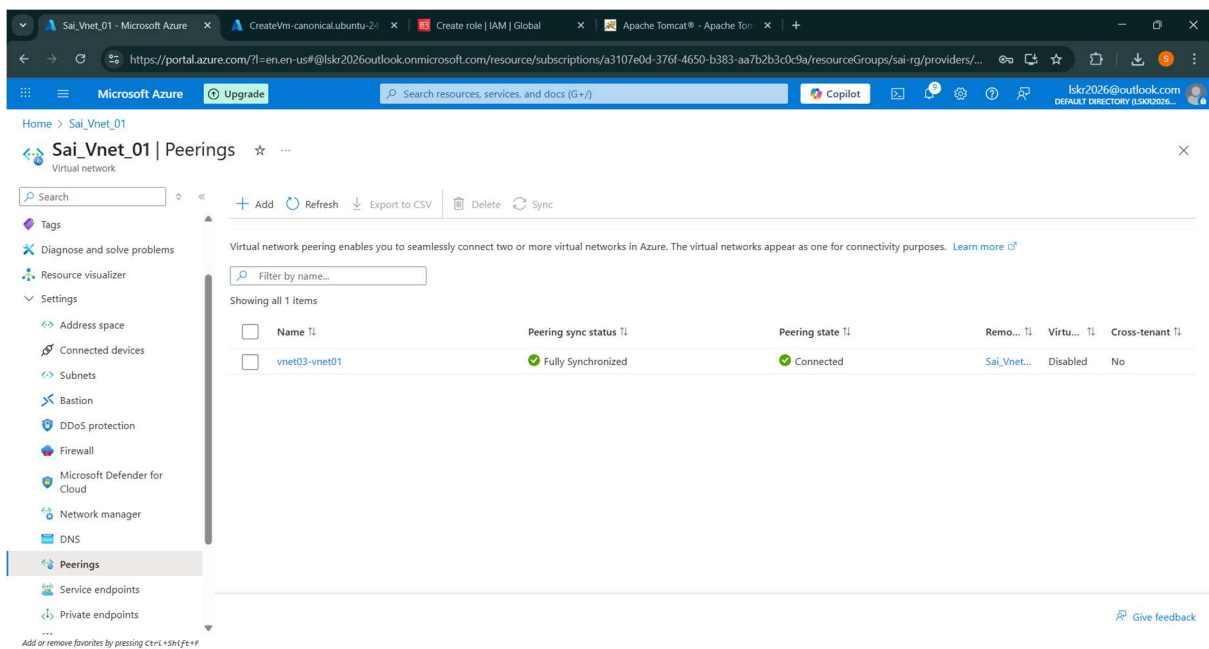 Sai_Vnet_01 - Microsoft Azure
CreateVm-canonical.ubuntu-24
Create role | IAM | Global
Apache Tomcat® - Apache Tom
https://portal.azure.com/?l=en.en-us#@lskr2026outlook.onmicrosoft.com/resource/subscriptions/a3107e0d-376f-4650-b383-aa7b2b3c0c9a/resourceGroups/sai-rg/providers/...
S
Microsoft Azure
Upgrade
Search resources, services, and docs (G+/)
Copilot
9
lskr2026@outlook.com
DEFAULT DIRECTORY (LSKR2026...
Home > Sai_Vnet_01
Sai_Vnet_01 | Peerings
Virtual network
Search
Add Refresh Export to CSV Delete Sync
Tags
Diagnose and solve problems
Resource visualizer
Settings
Address space
Connected devices
Subnets
Bastion
DDoS protection
Firewall
Microsoft Defender for
Cloud
Network manager
DNS
Peerings
Service endpoints
Private endpoints
Add or remove favorites by pressing Ctrl+Shift+F
Virtual network peering enables you to seamlessly connect two or more virtual networks in Azure. The virtual networks appear as one for connectivity purposes. Learn more
Filter by name...
Showing all 1 items
Name Peering sync status Peering state Remo... Virtu... Cross-tenant
vnet03-vnet01 Fully Synchronized Connected Sai_Vnet... Disabled No
Give feedback